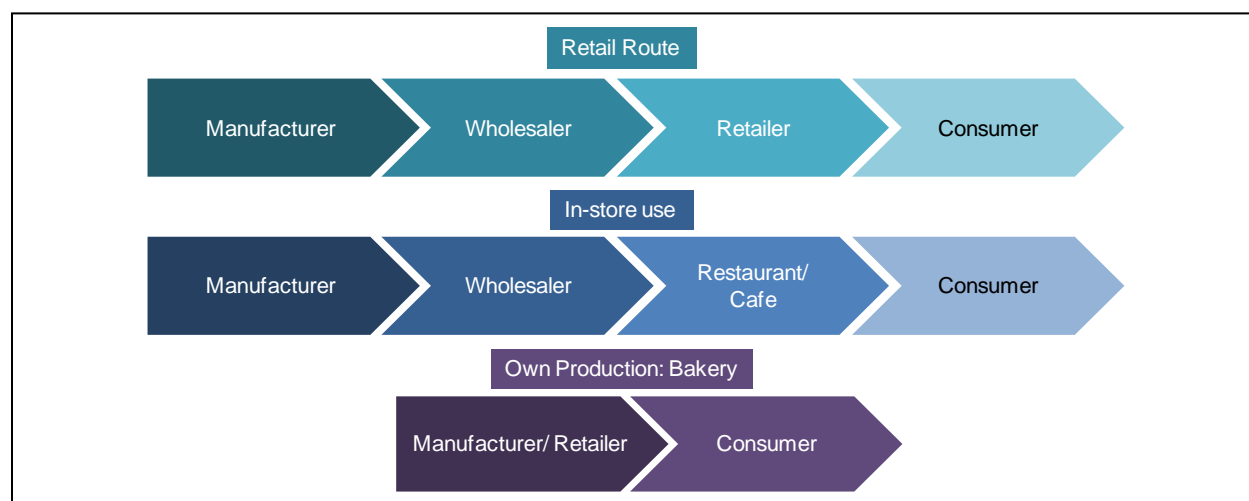 Retail Route
Manufacturer
Wholesaler
Retailer
Consumer
In-store use
Manufacturer
Wholesaler
Restaurant/
Cafe
Consumer
Own Production: Bakery
Manufacturer/ Retailer
Consumer